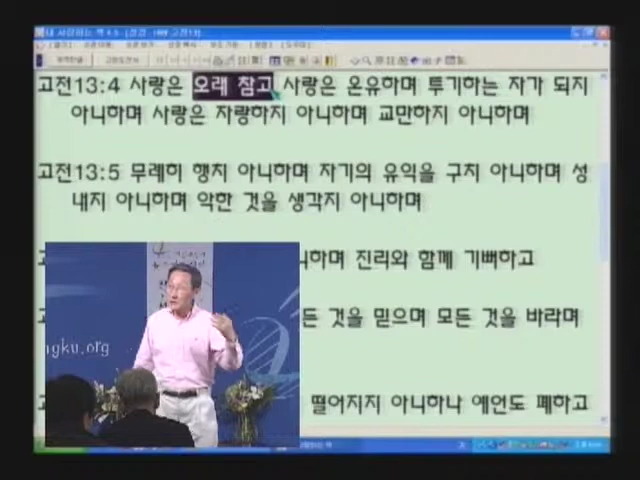 고전13:4 사랑은 오래 참고 사랑은 온유하며 투기하는 자가 되지
아니하며 사랑은 자랑하지 아니하며 교만하지 아니하며
고전13:5 무례히 행치 아니하며 자기의 유익을 구치 아니하며 성
내지 아니하며 악한 것을 생각지 아니하며
하며 진리와 함께 기뻐하고
든 것을 믿으며 모든 것을 바라며
떨어지지 아니하나 예언도 폐하고
ngku.org